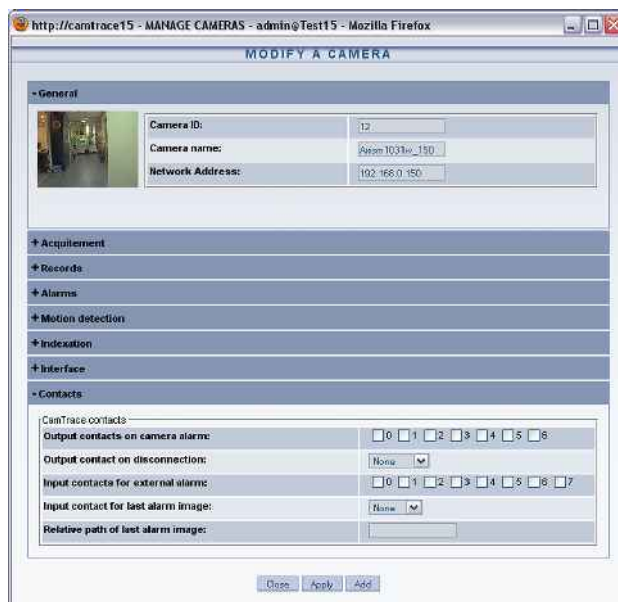 http://camtrace15 - MANAGE CAMERAS - admin@Test15 - Mozilla Firefox
MODIFY A CAMERA
- General
Camera ID: 12
Camera name: Axism1031w_150
Network Address: 192.168.0.150
+ Acquitement
+ Records
+ Alarms
+ Motion detection
+ Indexation
+ Interface
- Contacts
CamTrace contacts
Output contacts on camera alarm: 0 1 2 3 4 5 6
Output contact on disconnection: None
Input contacts for external alarm: 0 1 2 3 4 5 6 7
Input contact for last alarm image: None
Relative path of last alarm image:
Close Apply Add